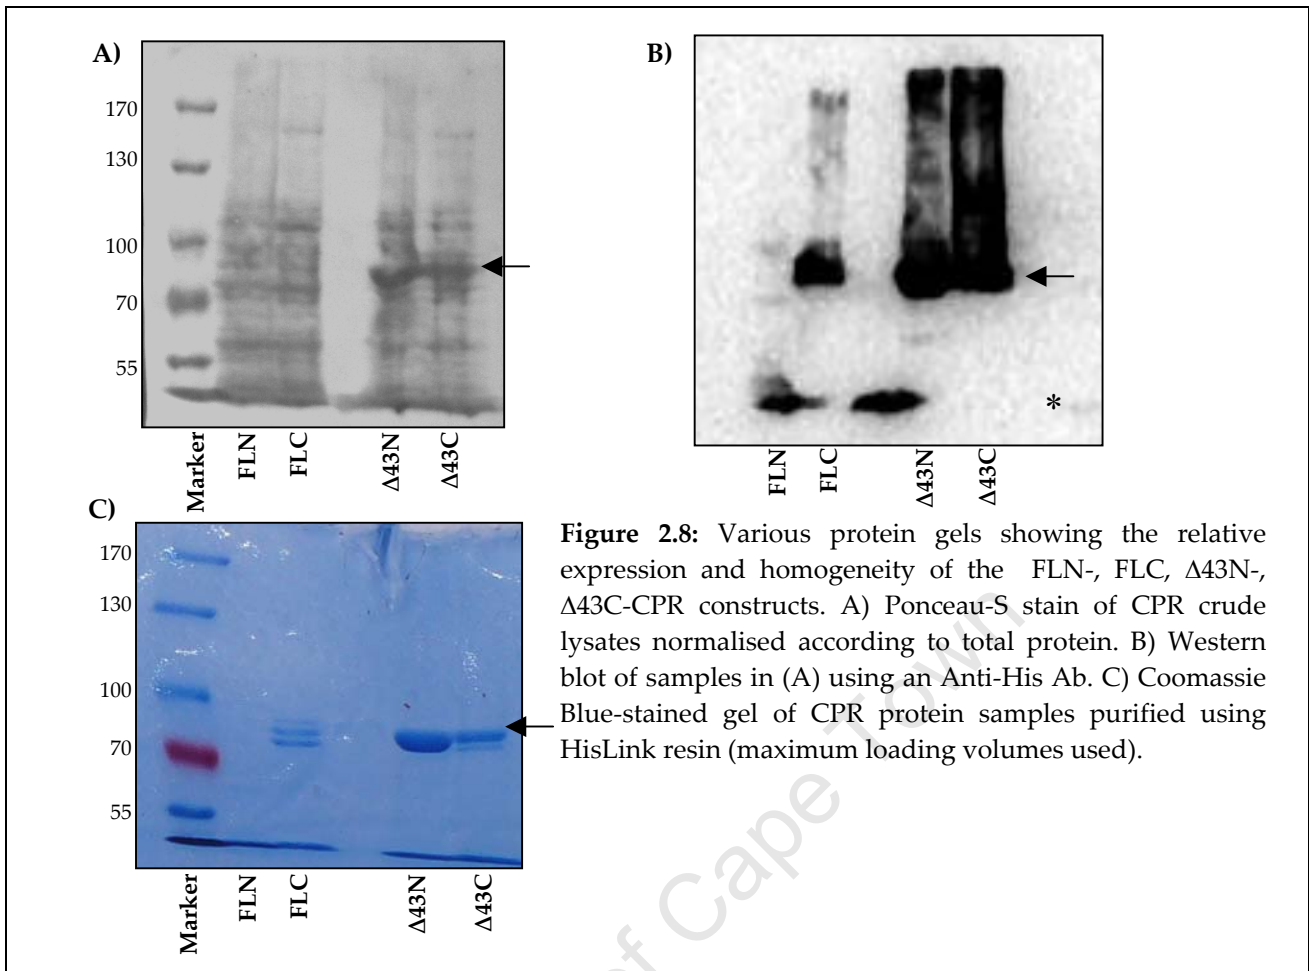 A)
170
130
100
70
55
Marker
FLN
FLC
Δ43N
Δ43C
B)
*
FLN
FLC
Δ43N
Δ43C
C)
170
130
100
70
55
Marker
FLN
FLC
Δ43N
Δ43C
Figure 2.8: Various protein gels showing the relative
expression and homogeneity of the FLN-, FLC, Δ43N-,
Δ43C-CPR constructs. A) Ponceau-S stain of CPR crude
lysates normalised according to total protein. B) Western
blot of samples in (A) using an Anti-His Ab. C) Coomassie
Blue-stained gel of CPR protein samples purified using
HisLink resin (maximum loading volumes used).
of Cape Town